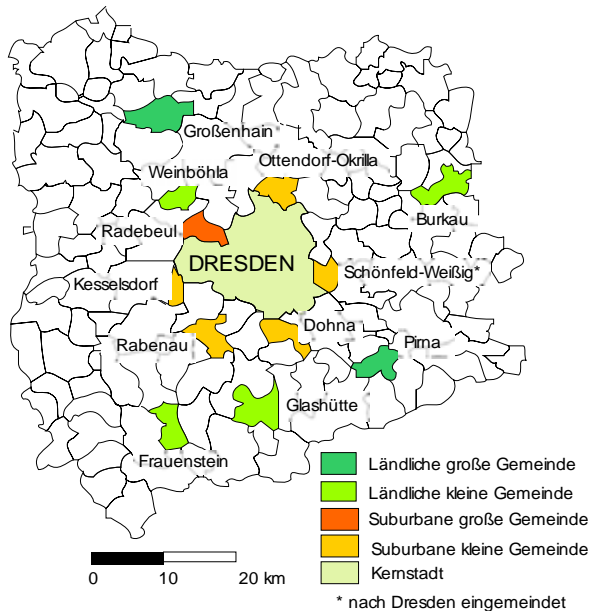 Großenhain
Ottendorf-Okrilla
Weinböhla
Burkau
Radebeul
DRESDEN
Schönfeld-Weißig*
Kesselsdorf
Dohna
Pirna
Rabenau
Glashütte
Frauenstein
Ländliche große Gemeinde
Ländliche kleine Gemeinde
Suburbane große Gemeinde
Suburbane kleine Gemeinde
Kernstadt
0 10 20 km
* nach Dresden eingemeindet